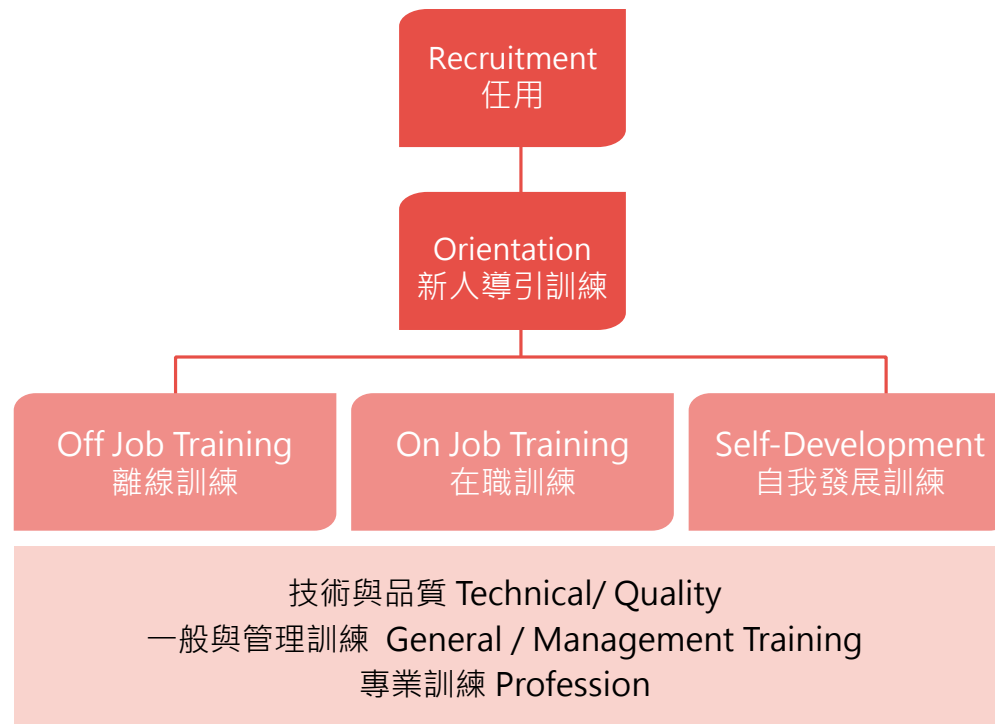 Recruitment
任用
Orientation
新人導引訓練
Off Job Training
離線訓練
On Job Training
在職訓練
Self-Development
自我發展訓練
技術與品質 Technical/ Quality
一般與管理訓練 General / Management Training
專業訓練 Profession